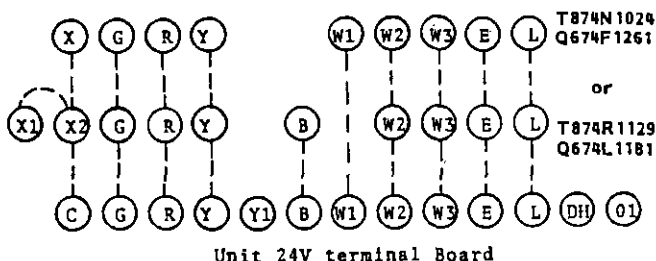 X G R Y W1 W2 W3 E L T874N1024
Q674F1261
or
X1 X2 G R Y B W2 W3 E L T874R1129
Q674L1181
C G R Y Y1 B W1 W2 W3 E L DH 01
Unit 24V terminal Board